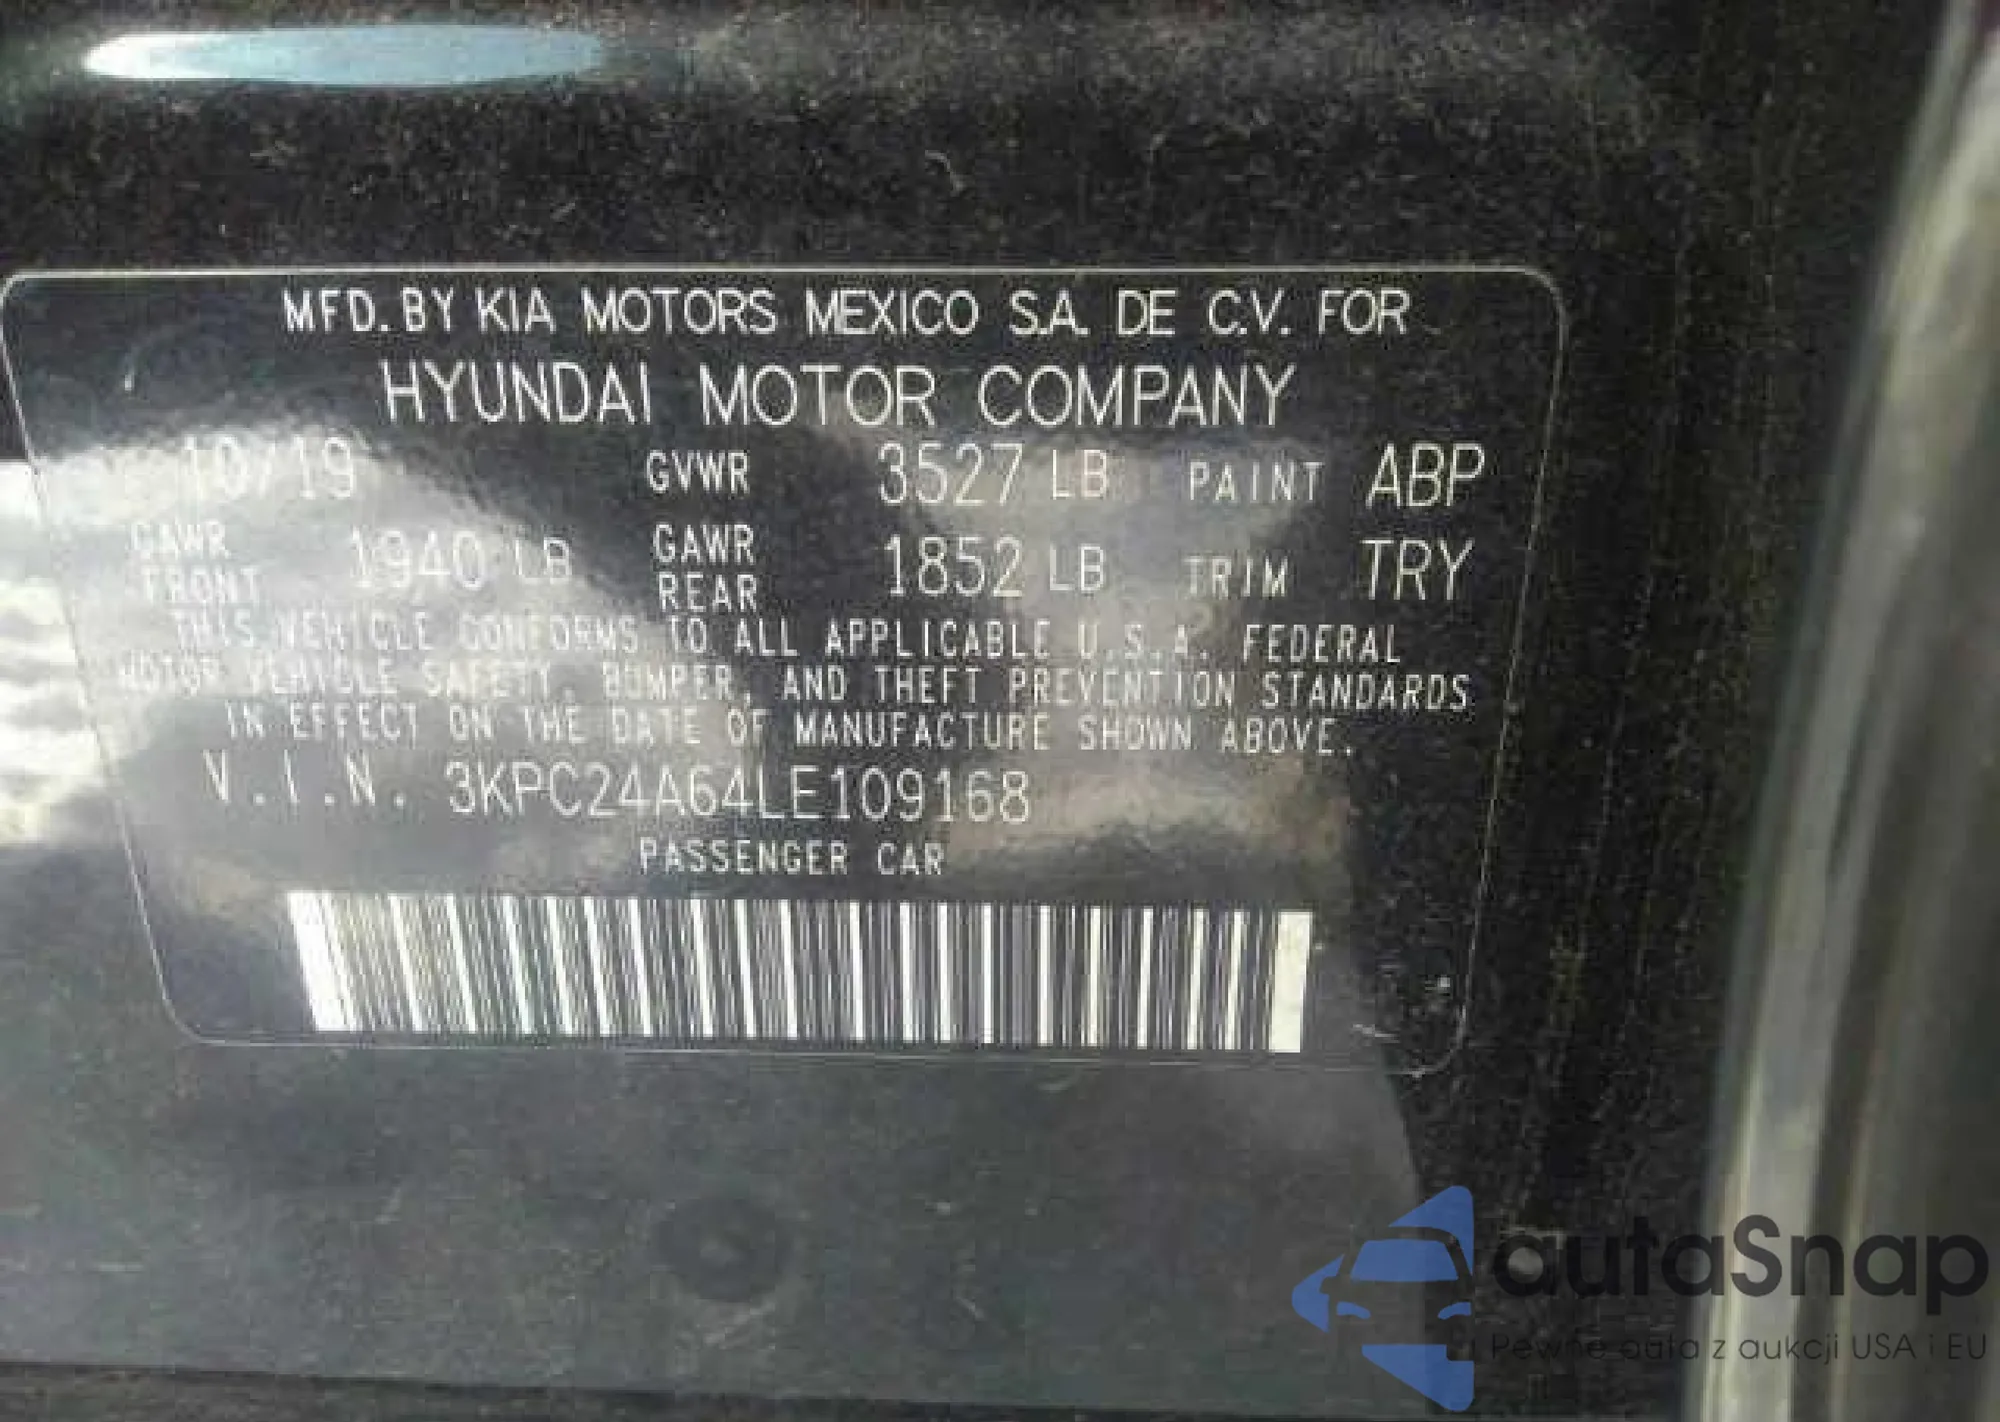 MFD. BY KIA MOTORS MEXICO S.A. DE C.V. FOR
HYUNDAI MOTOR COMPANY
10/19 GVWR 3527 LB PAINT ABP
GAWR FRONT 1940 LB GAWR REAR 1852 LB TRIM TRY
THIS VEHICLE CONFORMS TO ALL APPLICABLE U.S.A. FEDERAL
MOTOR VEHICLE SAFETY, BUMPER, AND THEFT PREVENTION STANDARDS
IN EFFECT ON THE DATE OF MANUFACTURE SHOWN ABOVE.
V.I.N. 3KPC24A64LE109168
PASSENGER CAR
autaSnap
Pewne auta z aukcji USA i EU